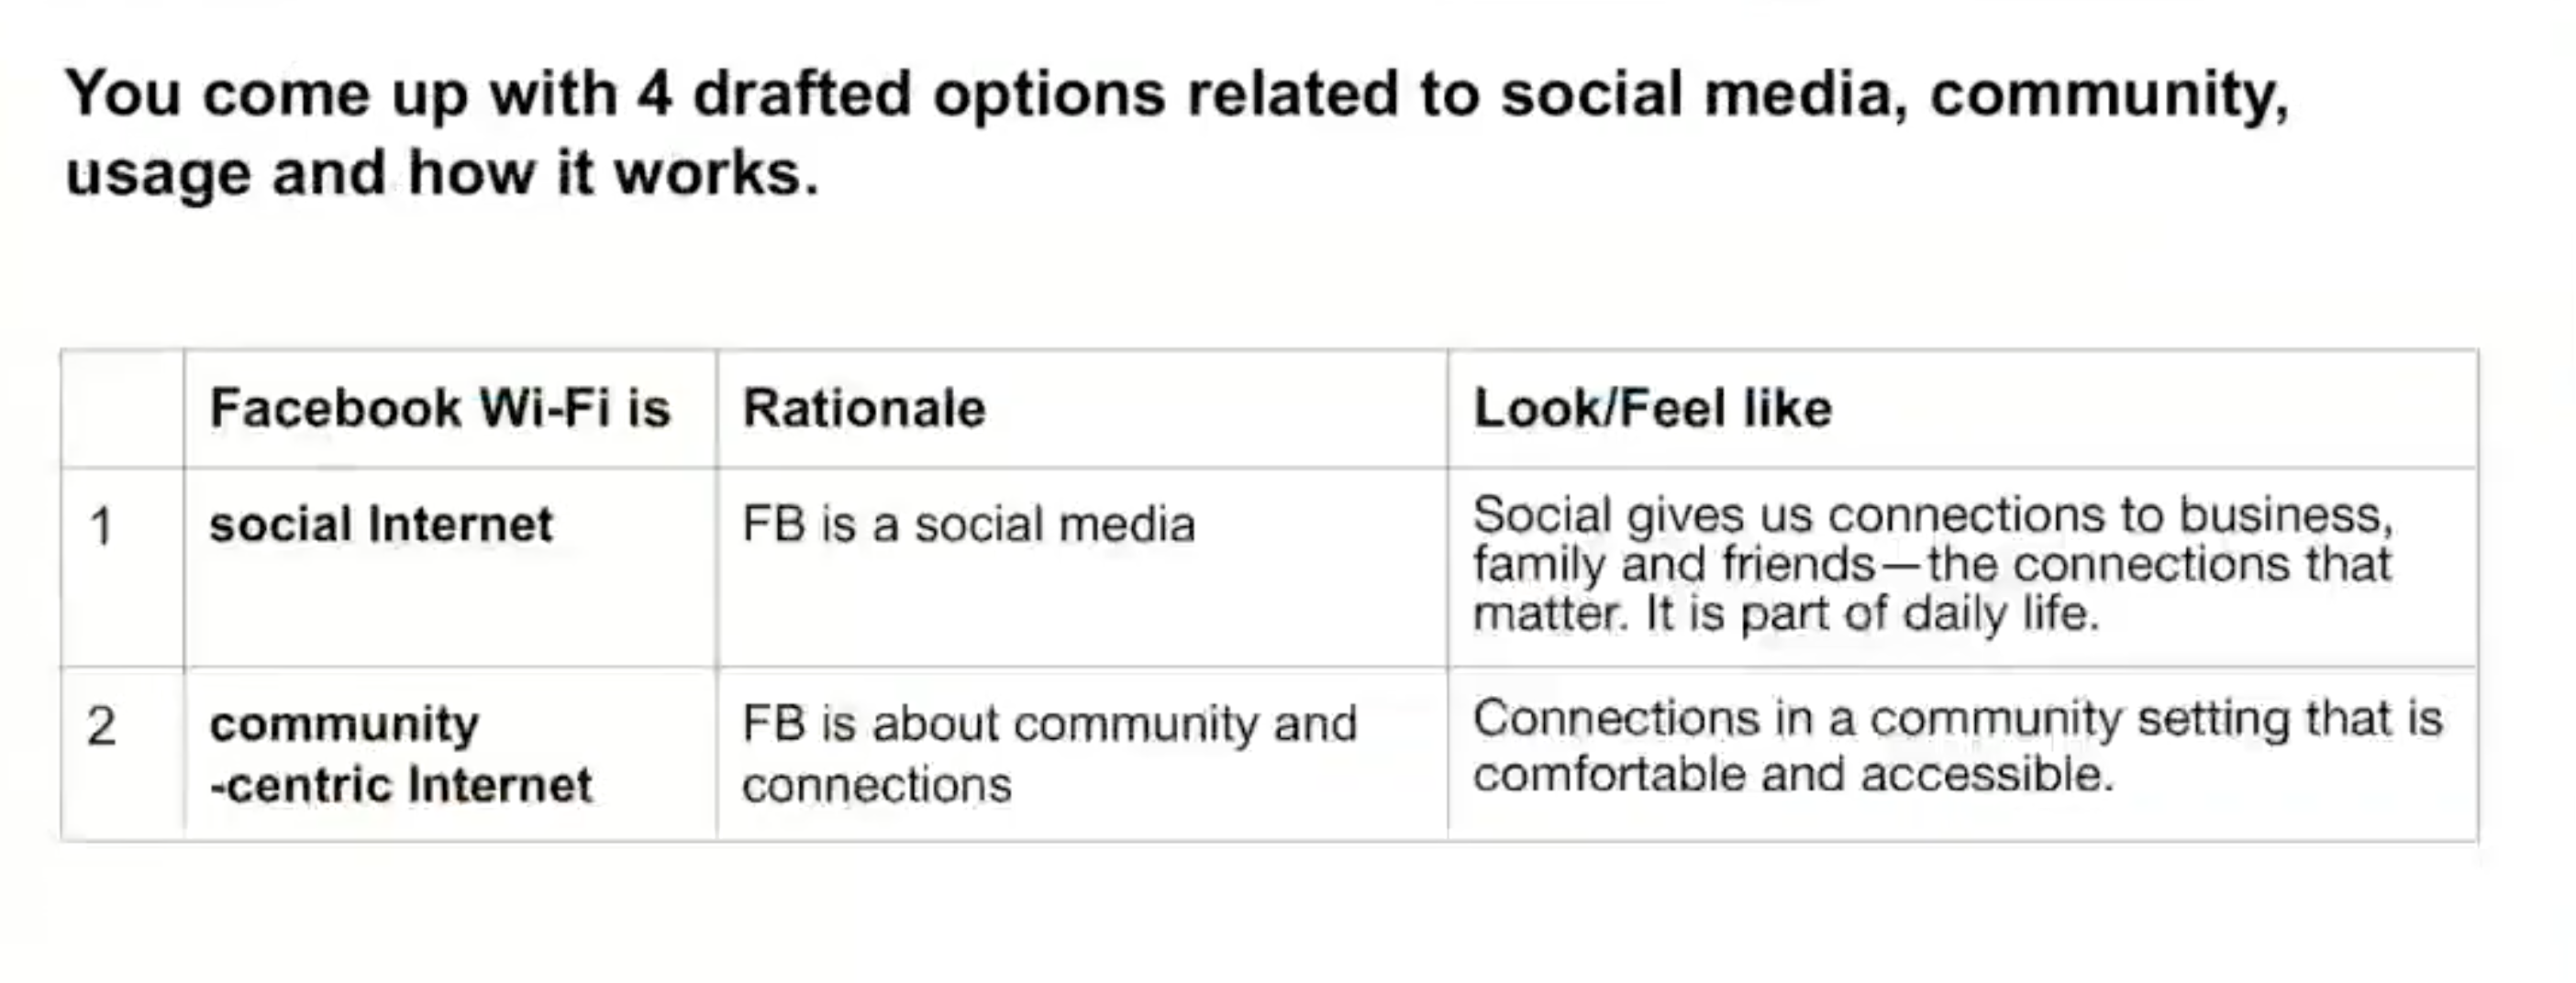 You come up with 4 drafted options related to social media, community,
usage and how it works.
Facebook Wi-Fi is
Rationale
Look/Feel like
1
social Internet
FB is a social media
Social gives us connections to business,
family and friends—the connections that
matter. It is part of daily life.
2
community
-centric Internet
FB is about community and
connections
Connections in a community setting that is
comfortable and accessible.